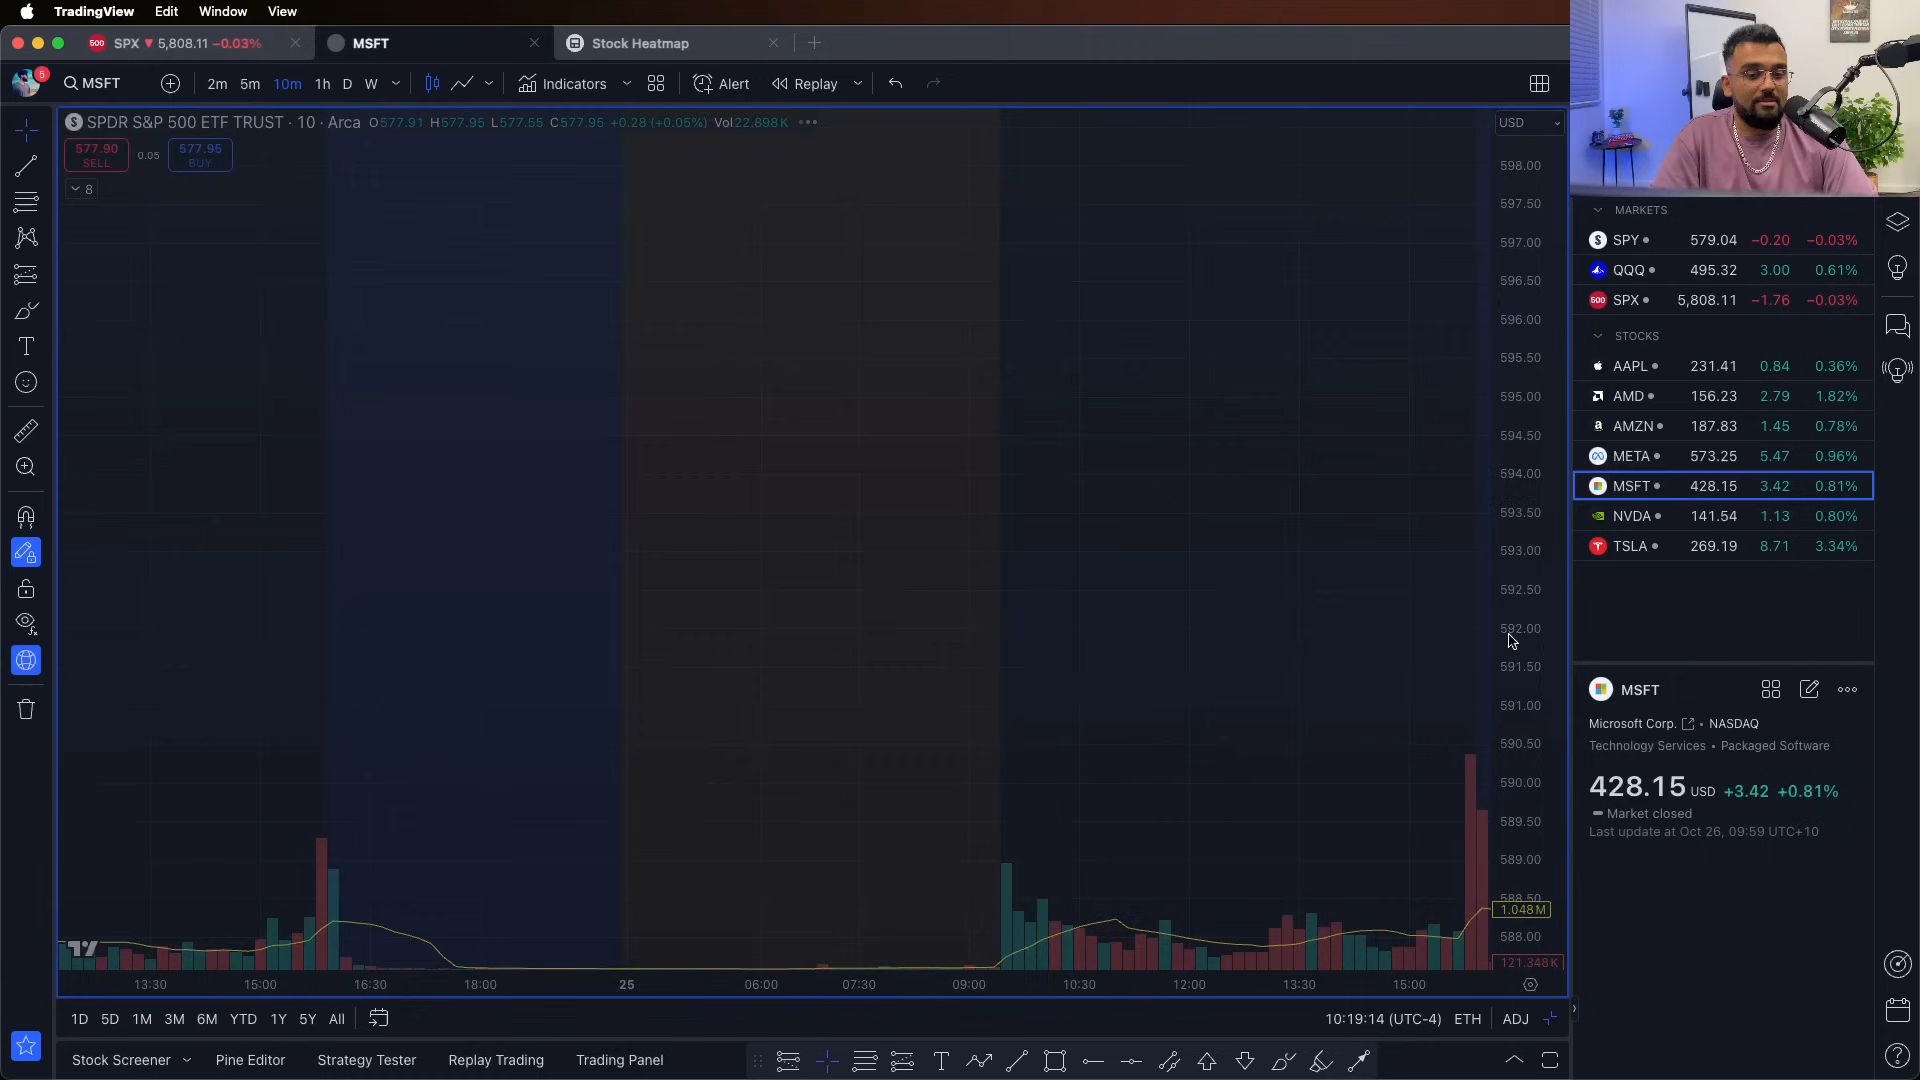 TradingView Edit Window View
500 SPX ▼ 5,808.11 −0.03%
MSFT
Stock Heatmap
5
MSFT
2m 5m 10m 1h D W
Indicators
Alert
Replay
SPDR S&P 500 ETF TRUST · 10 · Arca O577.91 H577.95 L577.55 C577.95 +0.28 (+0.05%) Vol22.898K
577.90
SELL
0.05
577.95
BUY
8
USD
598.00
597.50
597.00
596.50
596.00
595.50
595.00
594.50
594.00
593.50
593.00
592.50
592.00
591.50
591.00
590.50
590.00
589.50
589.00
588.50
1.048M
588.00
121.348K
13:30 15:00 16:30 18:00 25 06:00 07:30 09:00 10:30 12:00 13:30 15:00
1D 5D 1M 3M 6M YTD 1Y 5Y All
10:19:14 (UTC-4) ETH ADJ
Stock Screener Pine Editor Strategy Tester Replay Trading Trading Panel
MARKETS
SPY 579.04 −0.20 −0.03%
QQQ 495.32 3.00 0.61%
500 SPX 5,808.11 −1.76 −0.03%
STOCKS
AAPL 231.41 0.84 0.36%
AMD 156.23 2.79 1.82%
AMZN 187.83 1.45 0.78%
META 573.25 5.47 0.96%
MSFT 428.15 3.42 0.81%
NVDA 141.54 1.13 0.80%
TSLA 269.19 8.71 3.34%
MSFT
Microsoft Corp. • NASDAQ
Technology Services • Packaged Software
428.15 USD +3.42 +0.81%
Market closed
Last update at Oct 26, 09:59 UTC+10